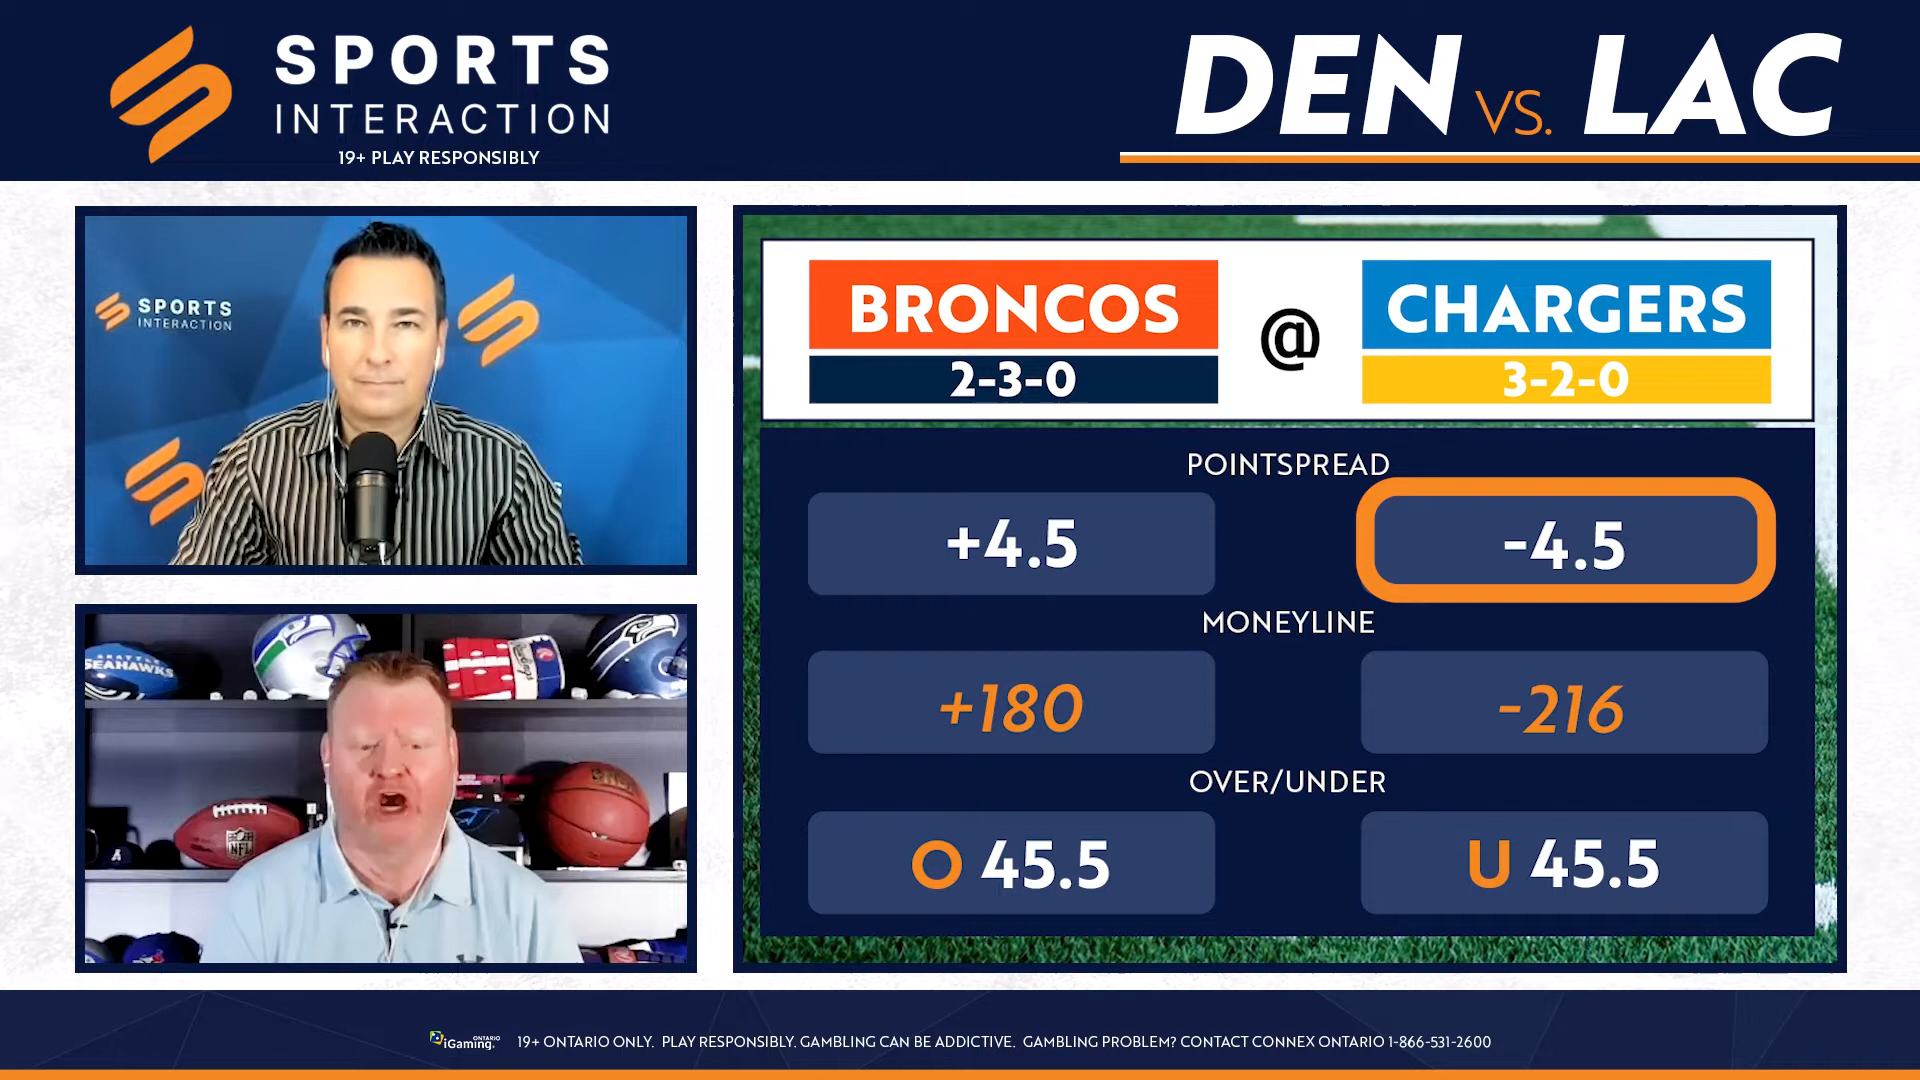 SPORTS
INTERACTION
19+ PLAY RESPONSIBLY
DEN VS. LAC
SPORTS
INTERACTION
SEATTLE
SEAHAWKS
NFL
BRONCOS
2-3-0
@
CHARGERS
3-2-0
POINTSPREAD
+4.5
-4.5
MONEYLINE
+180
-216
OVER/UNDER
O 45.5
U 45.5
iGaming ONTARIO
19+ ONTARIO ONLY. PLAY RESPONSIBLY. GAMBLING CAN BE ADDICTIVE. GAMBLING PROBLEM? CONTACT CONNEX ONTARIO 1-866-531-2600